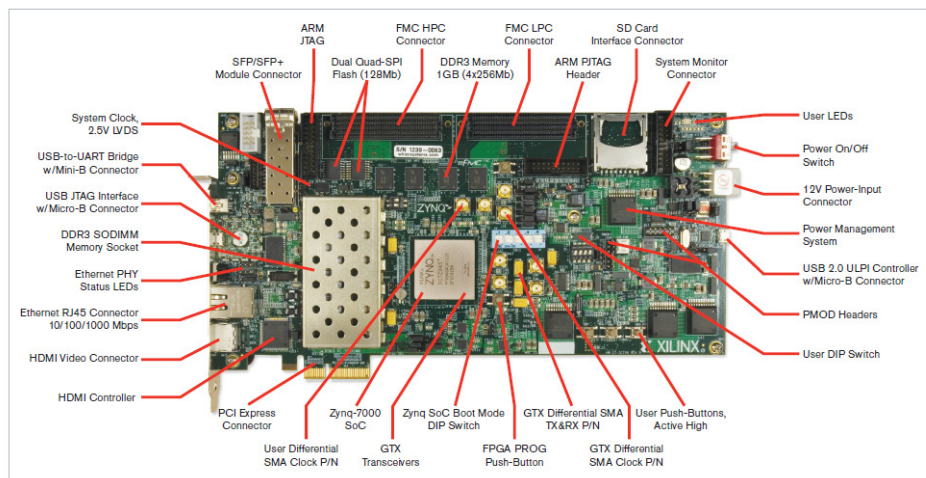 ARM
JTAG
FMC HPC
Connector
FMC LPC
Connector
SD Card
Interface Connector
SFP/SFP+
Module Connector
Dual Quad-SPI
Flash (128Mb)
DDR3 Memory
1GB (4x256Mb)
ARM PJTAG
Header
System Monitor
Connector
System Clock,
2.5V LVDS
User LEDs
USB-to-UART Bridge
w/Mini-B Connector
Power On/Off
Switch
USB JTAG Interface
w/Micro-B Connector
12V Power-Input
Connector
DDR3 SODIMM
Memory Socket
Power Management
System
Ethernet PHY
Status LEDs
USB 2.0 ULPI Controller
w/Micro-B Connector
Ethernet RJ45 Connector
10/100/1000 Mbps
PMOD Headers
HDMI Video Connector
User DIP Switch
HDMI Controller
PCI Express
Connector
Zynq-7000
SoC
Zynq SoC Boot Mode
DIP Switch
GTX Differential SMA
TX&RX P/N
User Push-Buttons,
Active High
User Differential
SMA Clock P/N
GTX
Transceivers
FPGA PROG
Push-Button
GTX Differential
SMA Clock P/N
FMC
ZYNQ
ZYNQ
XILINX